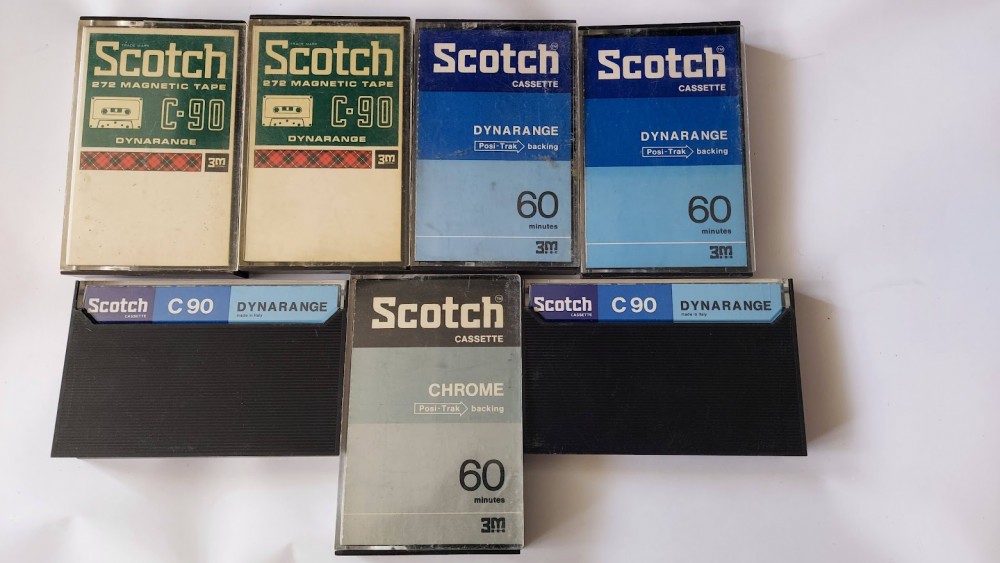 TRADE MARK
Scotch
272 MAGNETIC TAPE
C-90
DYNARANGE
3M
TRADE MARK
Scotch
272 MAGNETIC TAPE
C-90
DYNARANGE
3M
Scotch TM
CASSETTE
DYNARANGE
Posi-Trak backing
60
minutes
3M
Scotch TM
CASSETTE
DYNARANGE
Posi-Trak backing
60
minutes
3M
Scotch
CASSETTE
C 90
DYNARANGE
made in Italy
Scotch TM
CASSETTE
CHROME
Posi-Trak backing
60
minutes
3M
Scotch
CASSETTE
C 90
DYNARANGE
made in Italy